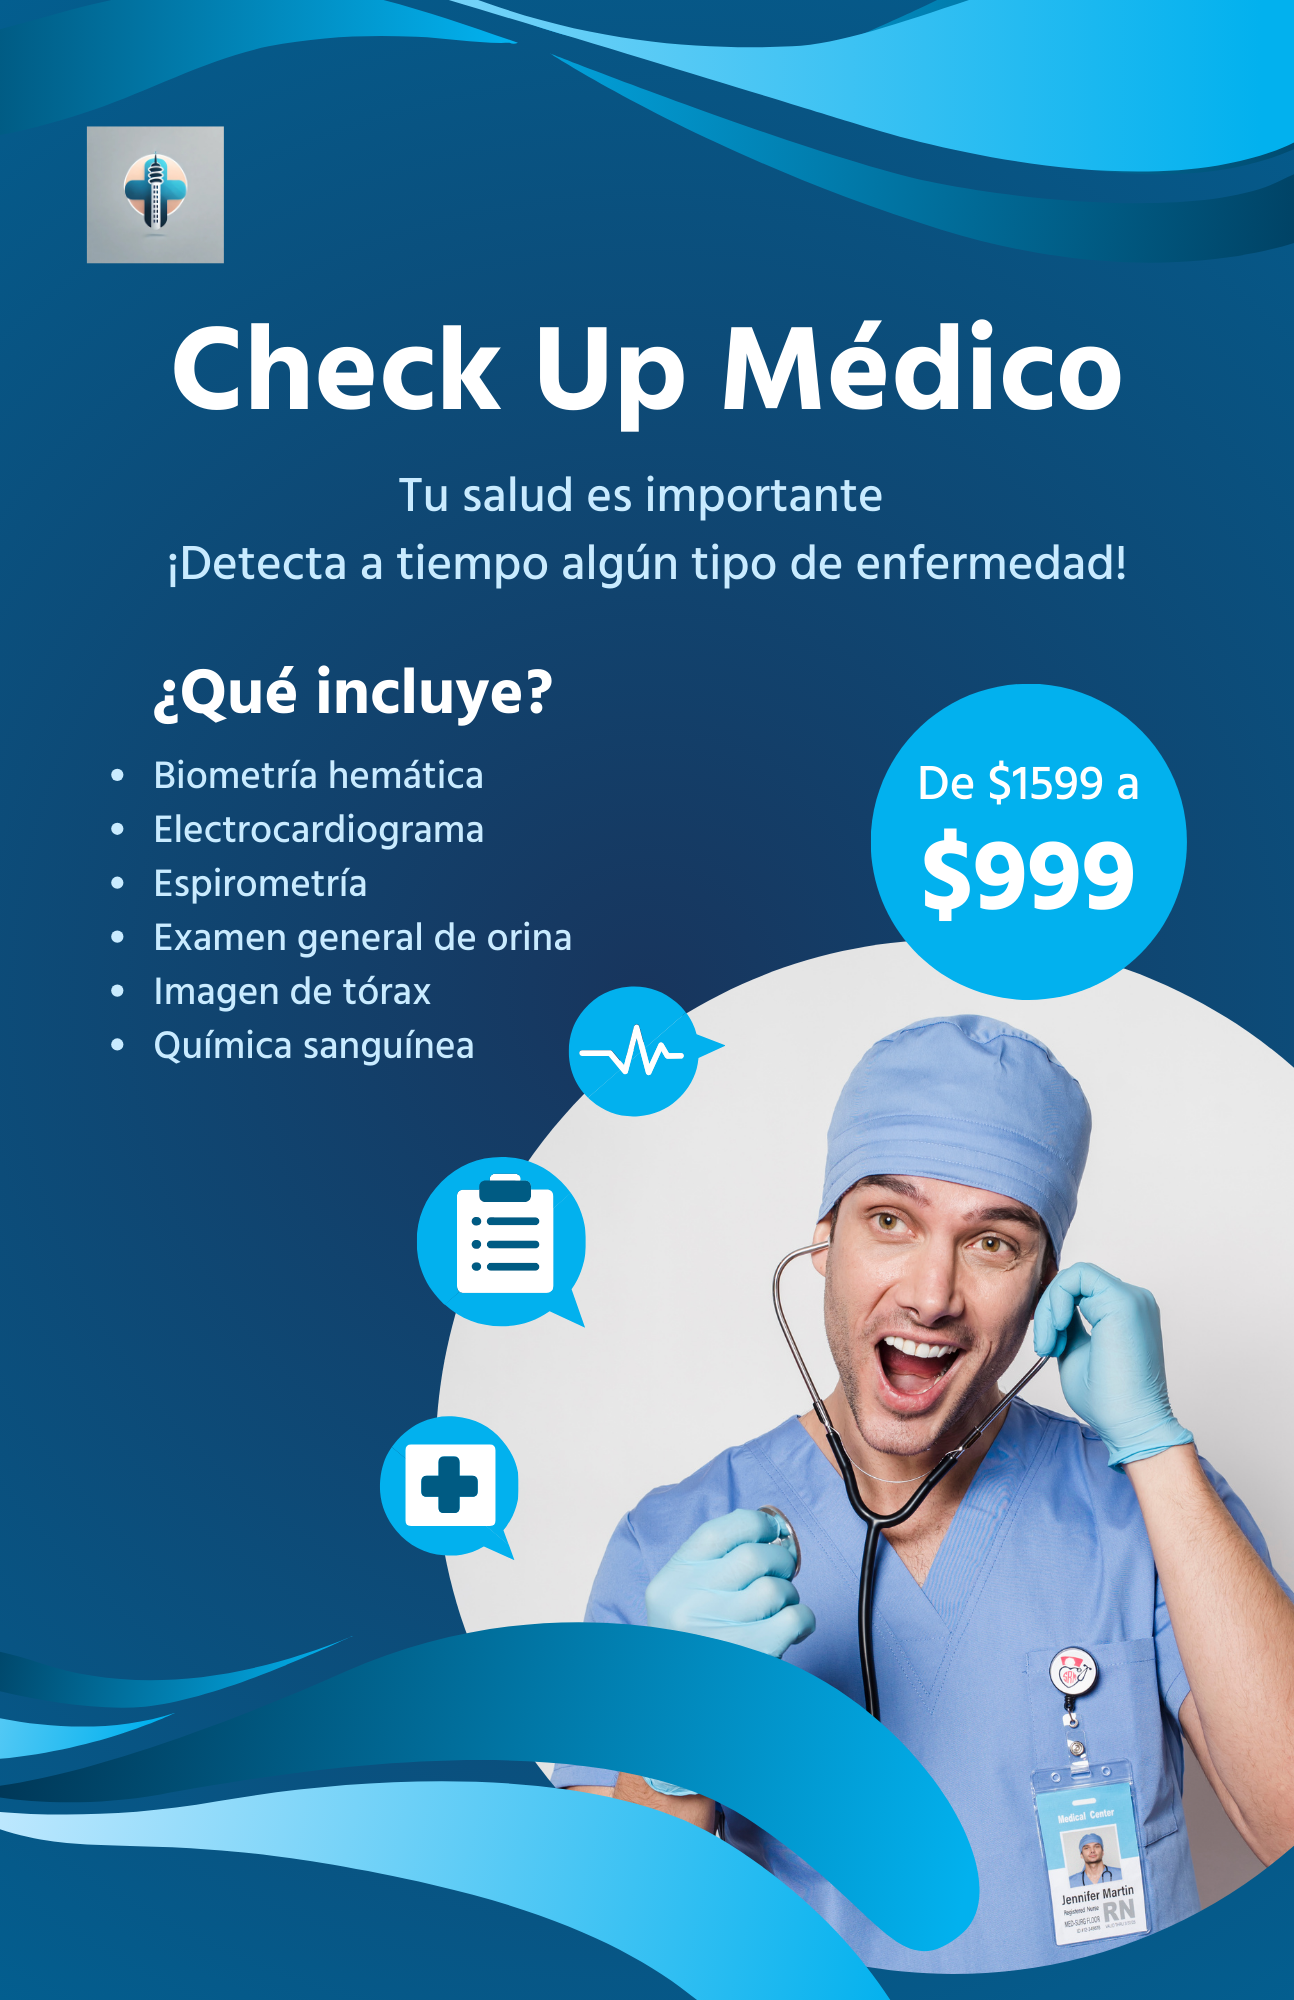 Check Up Médico
Tu salud es importante
¡Detecta a tiempo algún tipo de enfermedad!
¿Qué incluye?
Biometría hemática
Electrocardiograma
Espirometría
Examen general de orina
Imagen de tórax
Química sanguínea
De $1599 a
$999
Medical Center
Jennifer Martin
Registered Nurse
RN
MED-SURG FLOOR